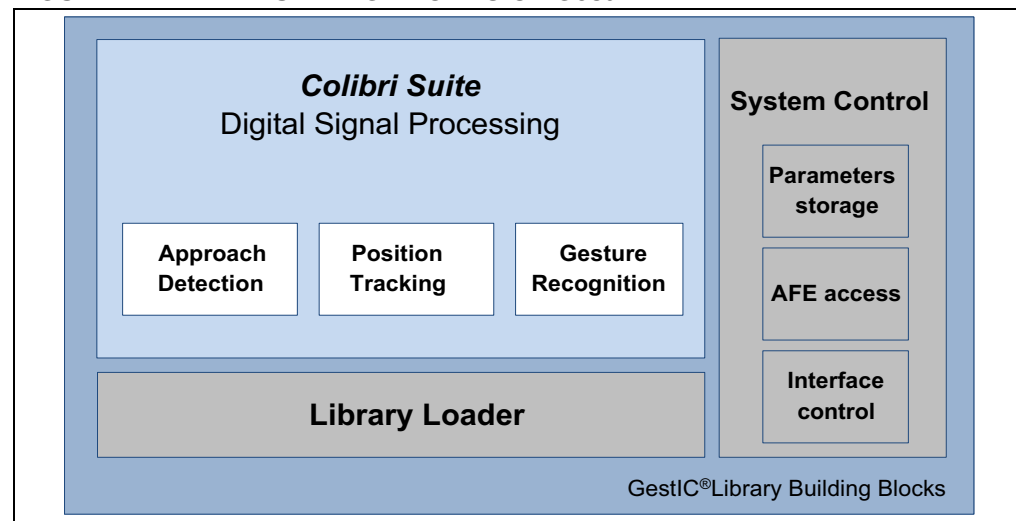 Colibri Suite
Digital Signal Processing
Approach
Detection
Position
Tracking
Gesture
Recognition
Library Loader
System Control
Parameters
storage
AFE access
Interface
control
GestIC®Library Building Blocks